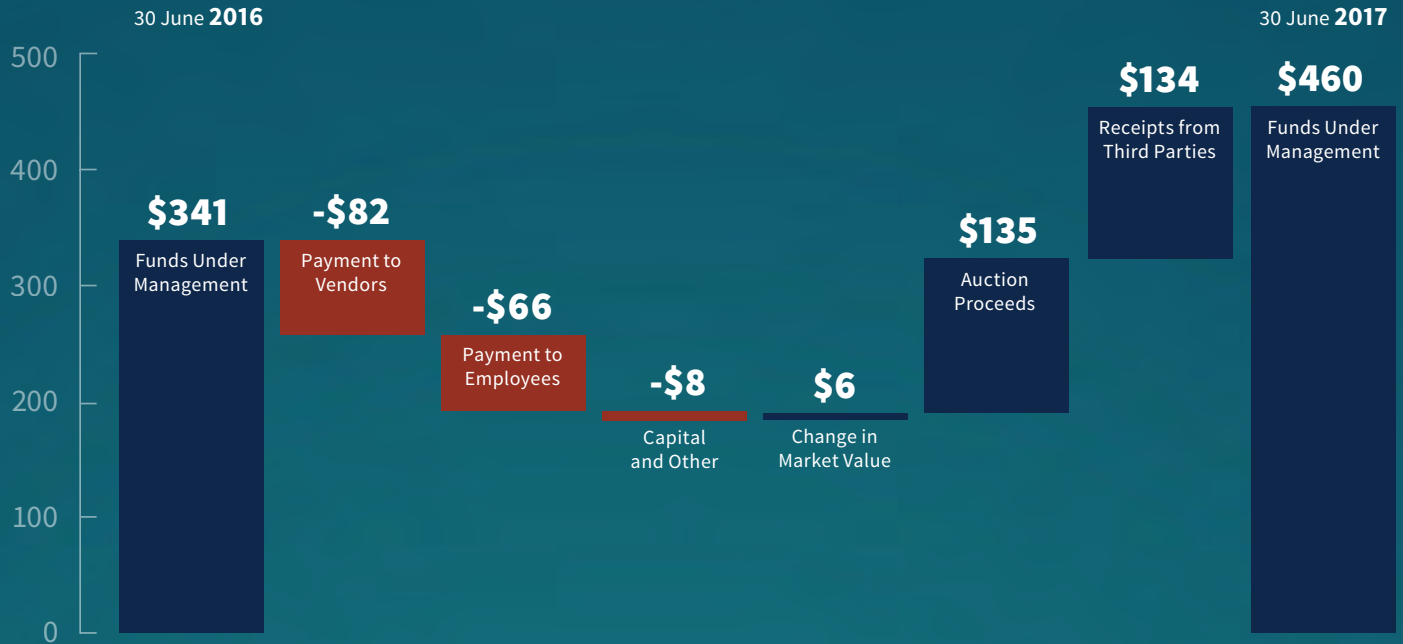 30 June 2016
30 June 2017
500
400
300
200
100
0
$341
Funds Under
Management
-$82
Payment to
Vendors
-$66
Payment to
Employees
-$8
Capital
and Other
$6
Change in
Market Value
$135
Auction
Proceeds
$134
Receipts from
Third Parties
$460
Funds Under
Management